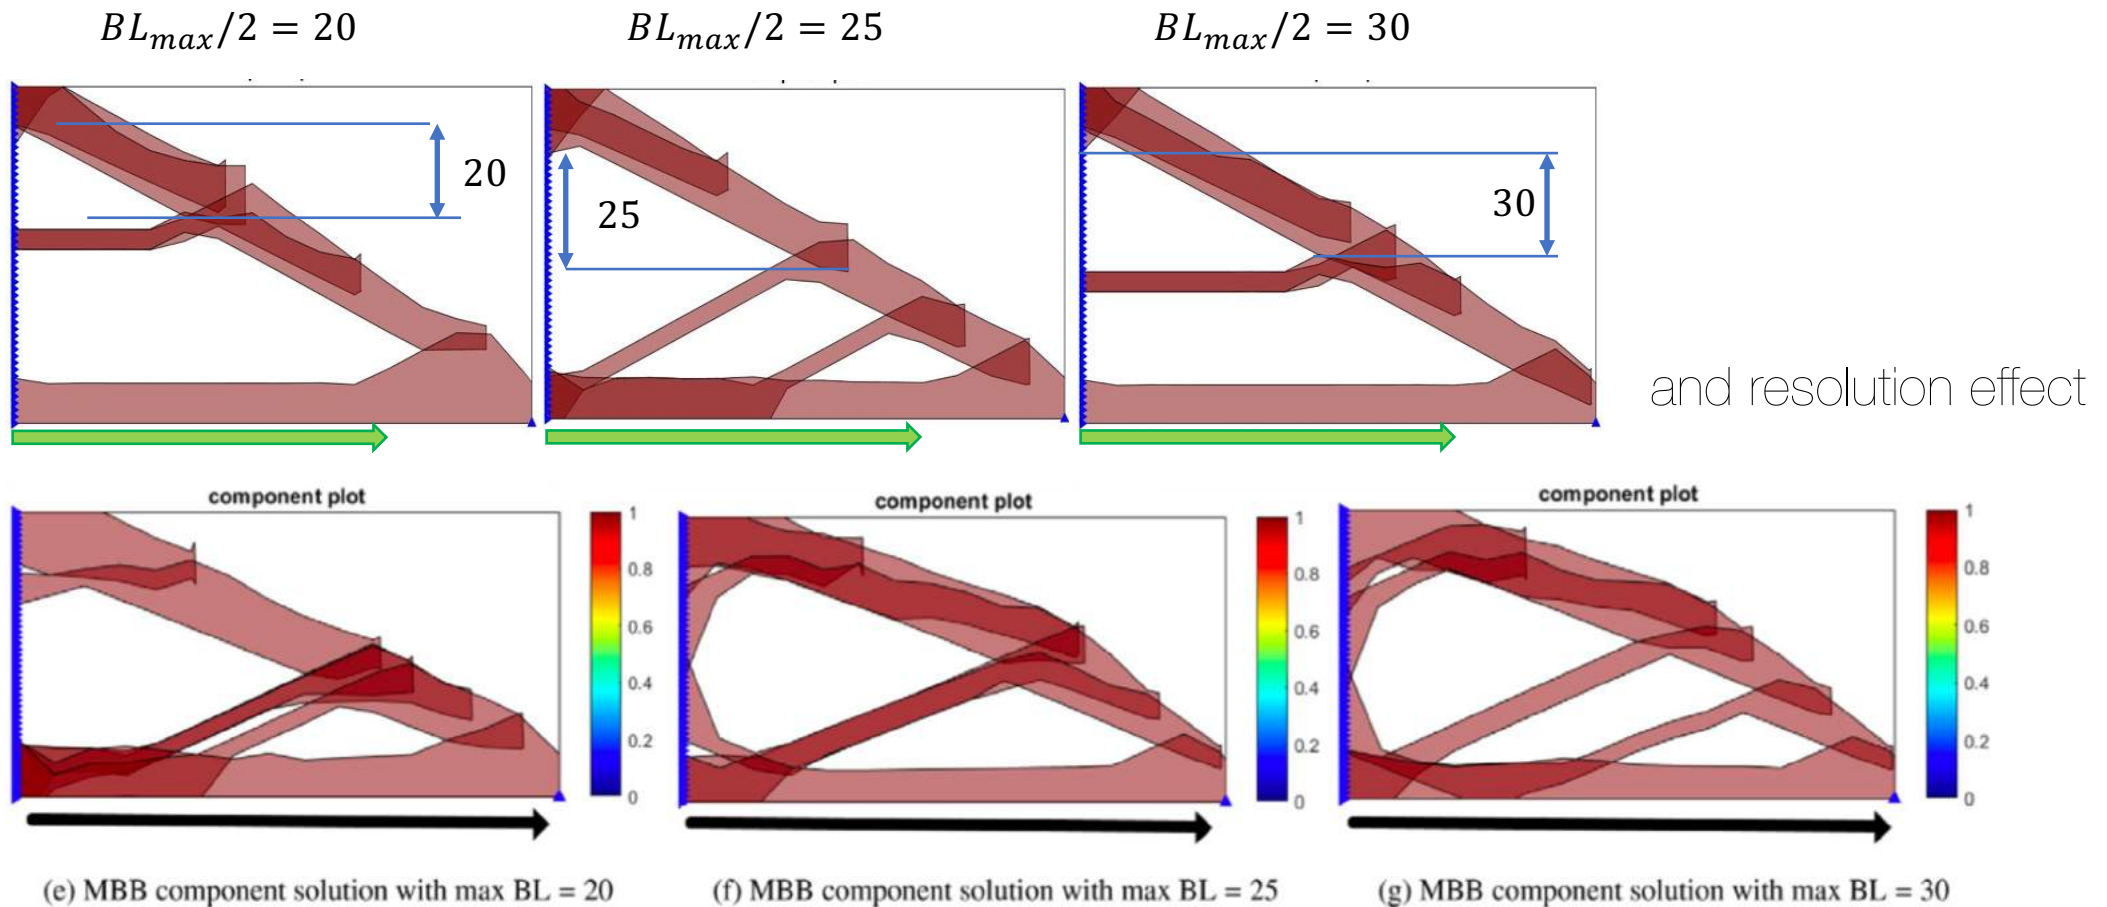 BL_max/2 = 20
BL_max/2 = 25
BL_max/2 = 30
20
25
30
and resolution effect
component plot
1
0.8
0.6
0.4
0.2
0
component plot
1
0.8
0.6
0.4
0.2
0
component plot
1
0.8
0.6
0.4
0.2
0
(e) MBB component solution with max BL = 20
(f) MBB component solution with max BL = 25
(g) MBB component solution with max BL = 30